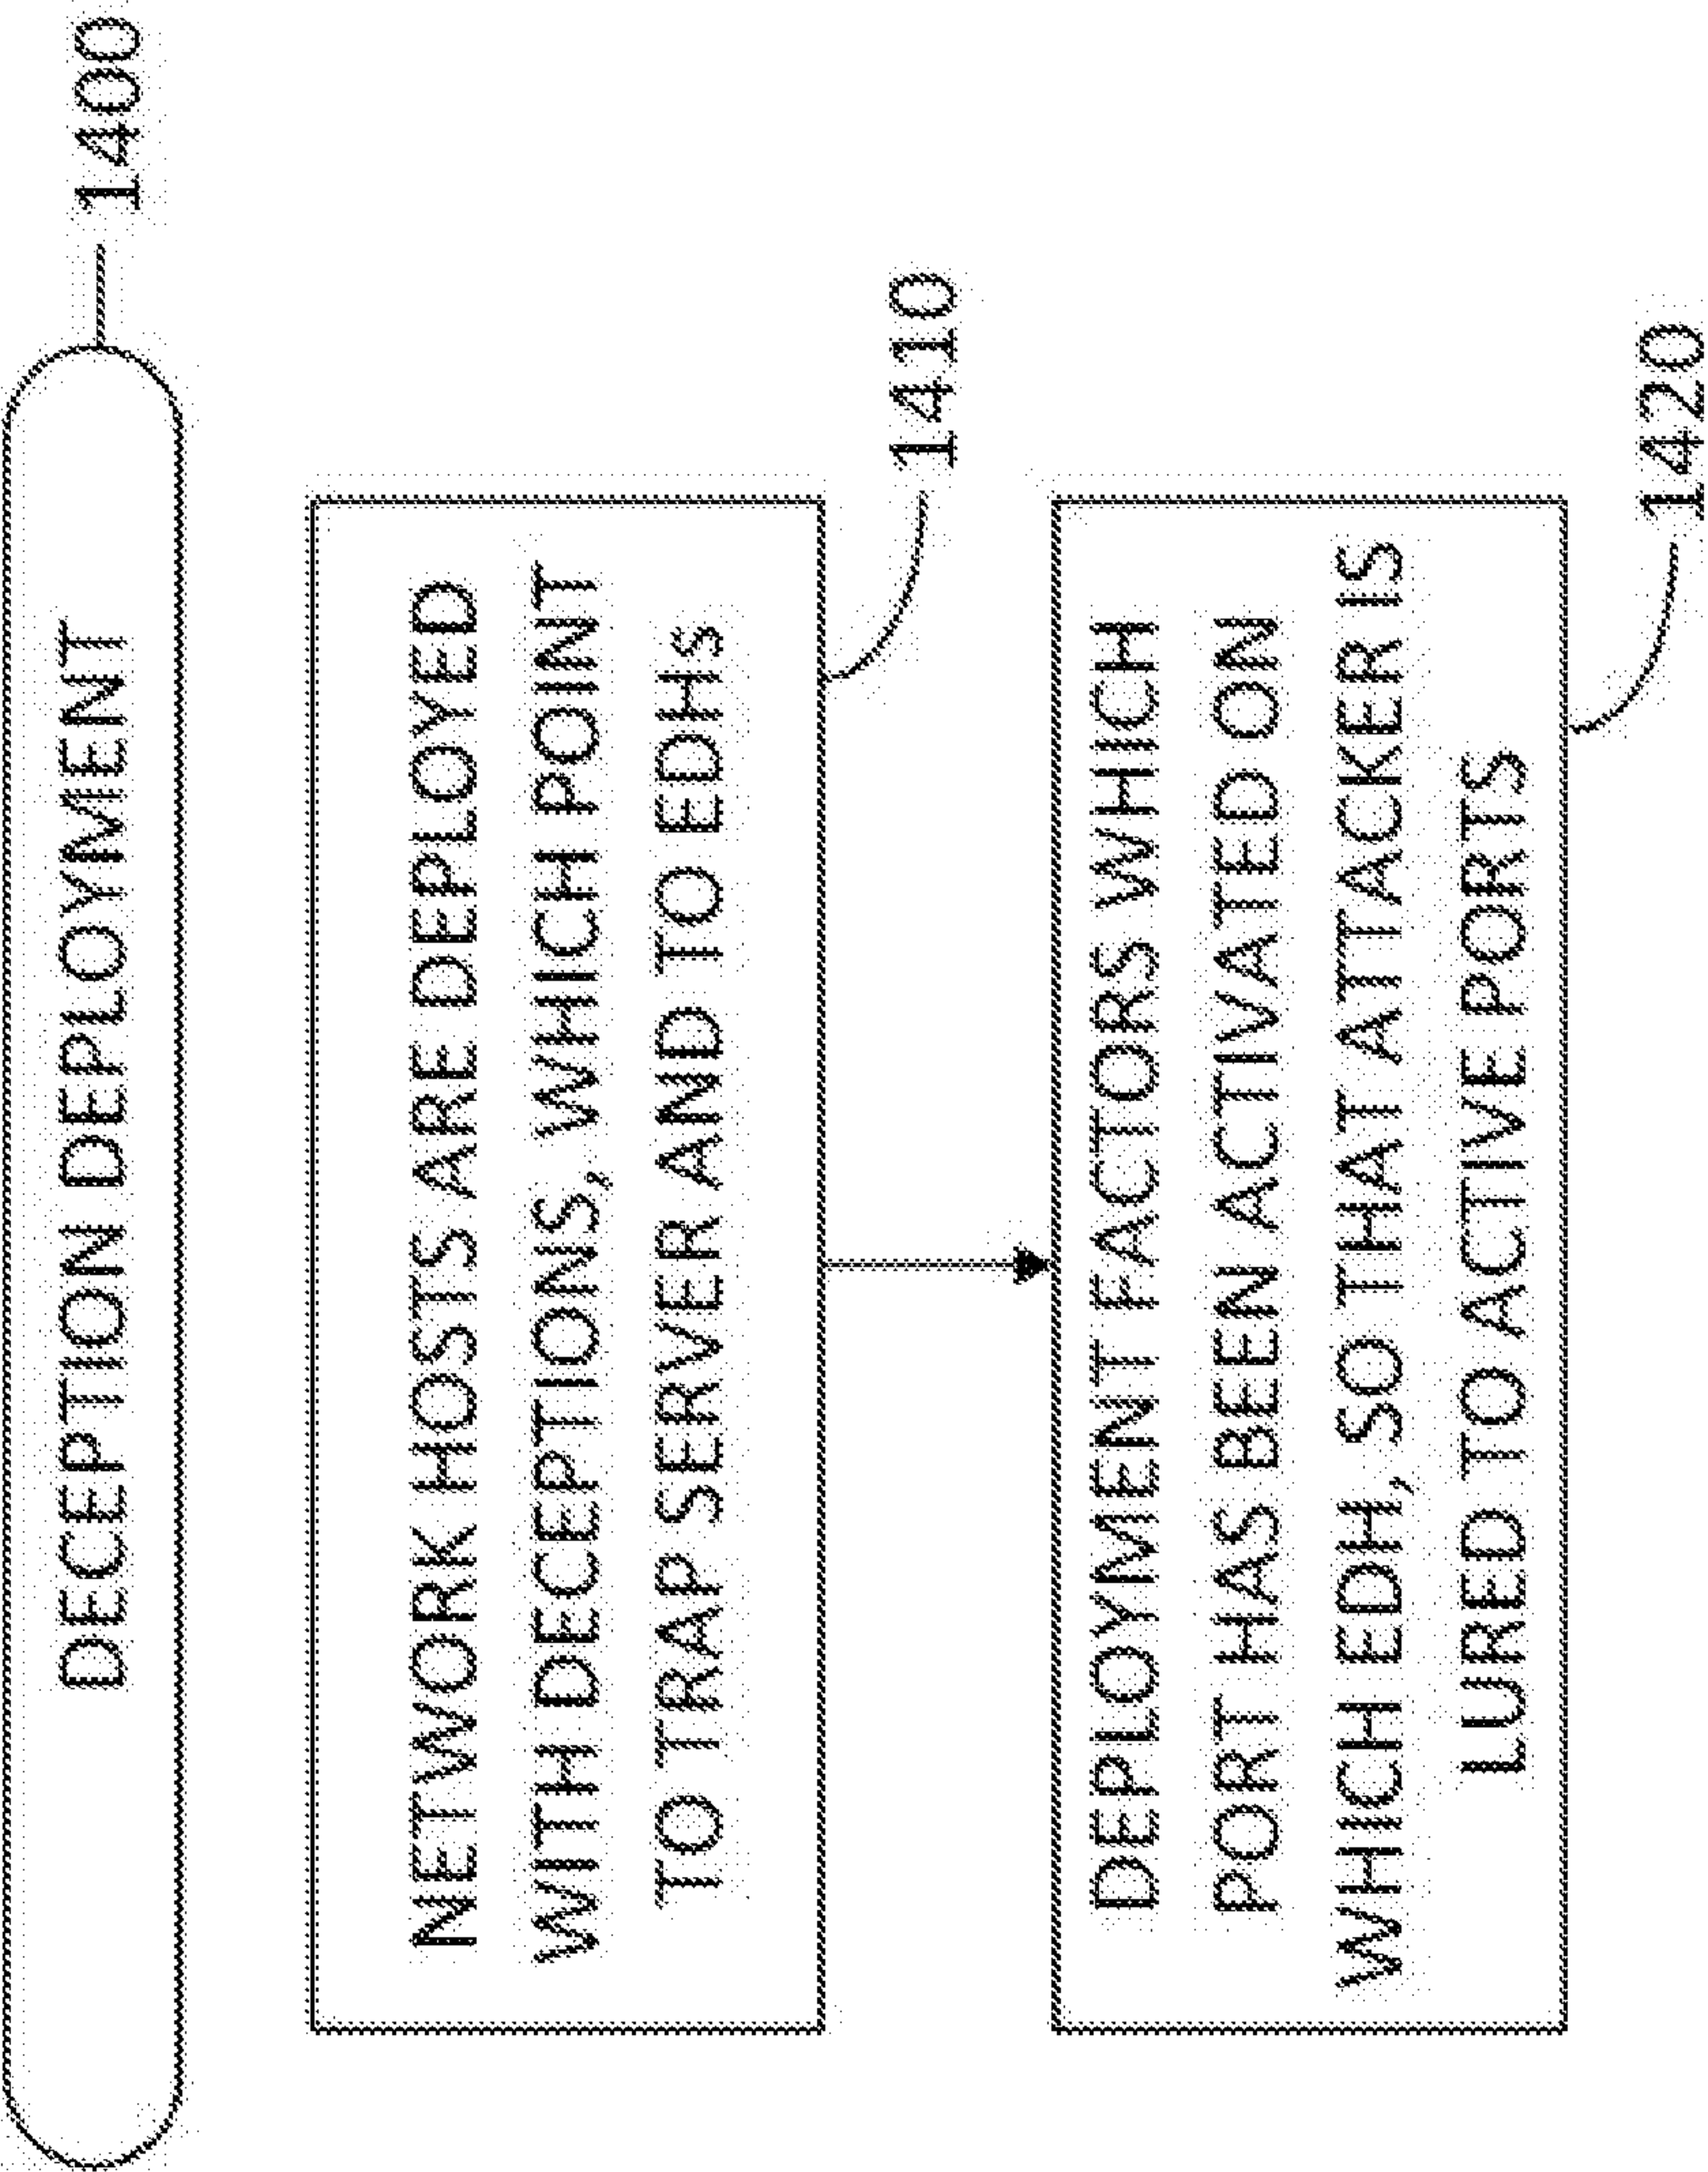 DECEPTION DEPLOYMENT
1400
NETWORK HOSTS ARE DEPLOYED
WITH DECEPTIONS, WHICH POINT
TO TRAP SERVER AND TO EDHs
1410
DEPLOYMENT FACTORS WHICH
PORT HAS BEEN ACTIVATED ON
WHICH EDH, SO THAT ATTACKER IS
LURED TO ACTIVE PORTS
1420